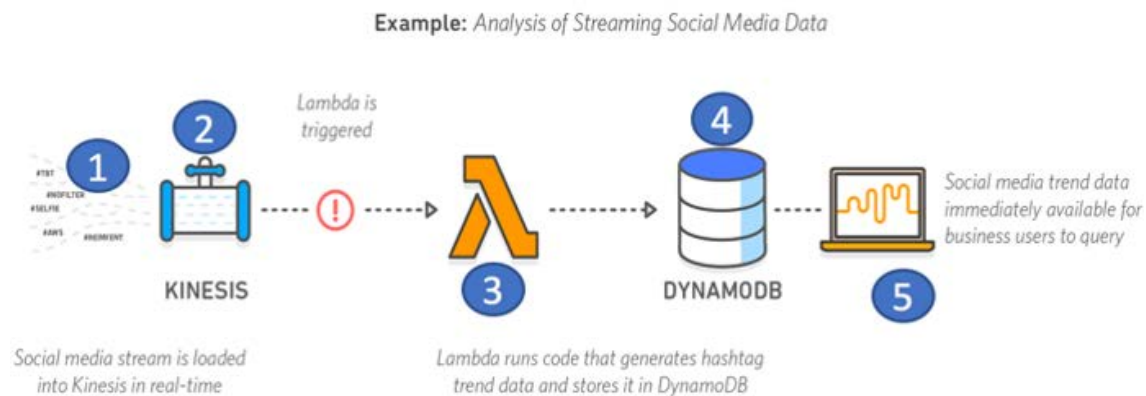 Example: Analysis of Streaming Social Media Data
Lambda is
triggered
1
2
3
4
5
#TBT
#NOFILTER
#SELFIE
#AWS
KINESIS
DYNAMODB
Social media trend data
immediately available for
business users to query
Social media stream is loaded
into Kinesis in real-time
Lambda runs code that generates hashtag
trend data and stores it in DynamoDB